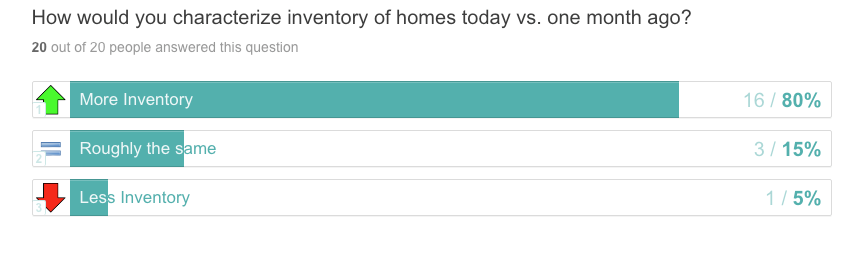 How would you characterize inventory of homes today vs. one month ago?
20 out of 20 people answered this question
1 More Inventory 16 / 80%
2 Roughly the same 3 / 15%
3 Less Inventory 1 / 5%